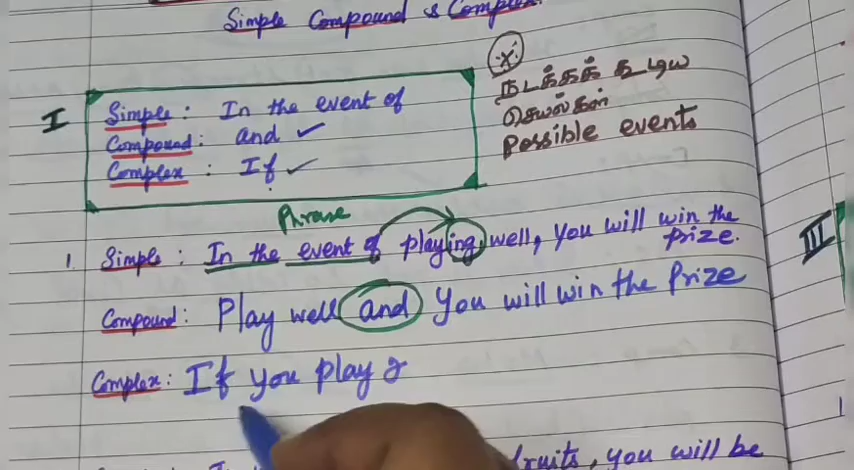 Simple Compound & Complex.
I
Simple : In the event of
Compound : and ✓
Complex : If ✓
(x)
நடக்கக் கூடிய
செயல்கள்
Possible events
Phrase
1. Simple : In the event of playing well, you will win the
prize.
III
Compound : Play well and you will win the Prize
Complex : If you play
fruits, you will be